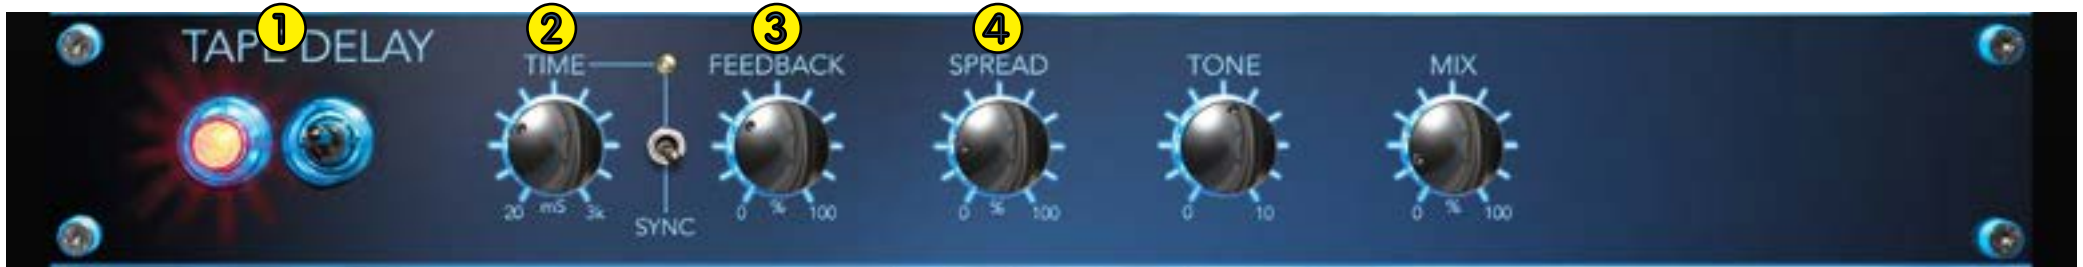 ① ② ③ ④
TAPE DELAY
TIME FEEDBACK SPREAD TONE MIX
20 mS 3k 0 % 100 0 % 100 0 10 0 % 100
SYNC